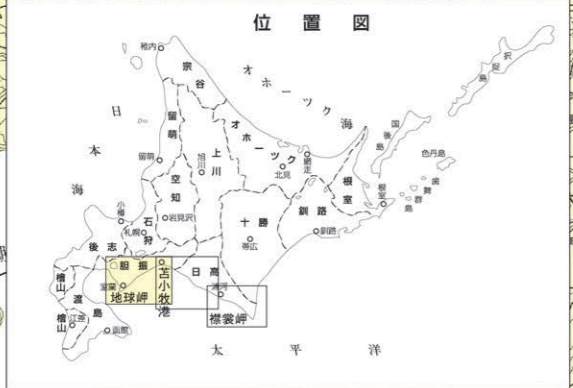 位置図
稚内
宗谷
オホーツク海
択捉島
日本海
留萌
留萌
上川
旭川
オホーツク
網走
北見
国後島
色丹島
歯舞群島
根室
根室
空知
岩見沢
石狩
札幌
小樽
後志
十勝
帯広
釧路
釧路
胆振
室蘭
地球岬
苫小牧港
日高
浦河
襟裳岬
檜山
渡島
檜山
江差
函館
太平洋